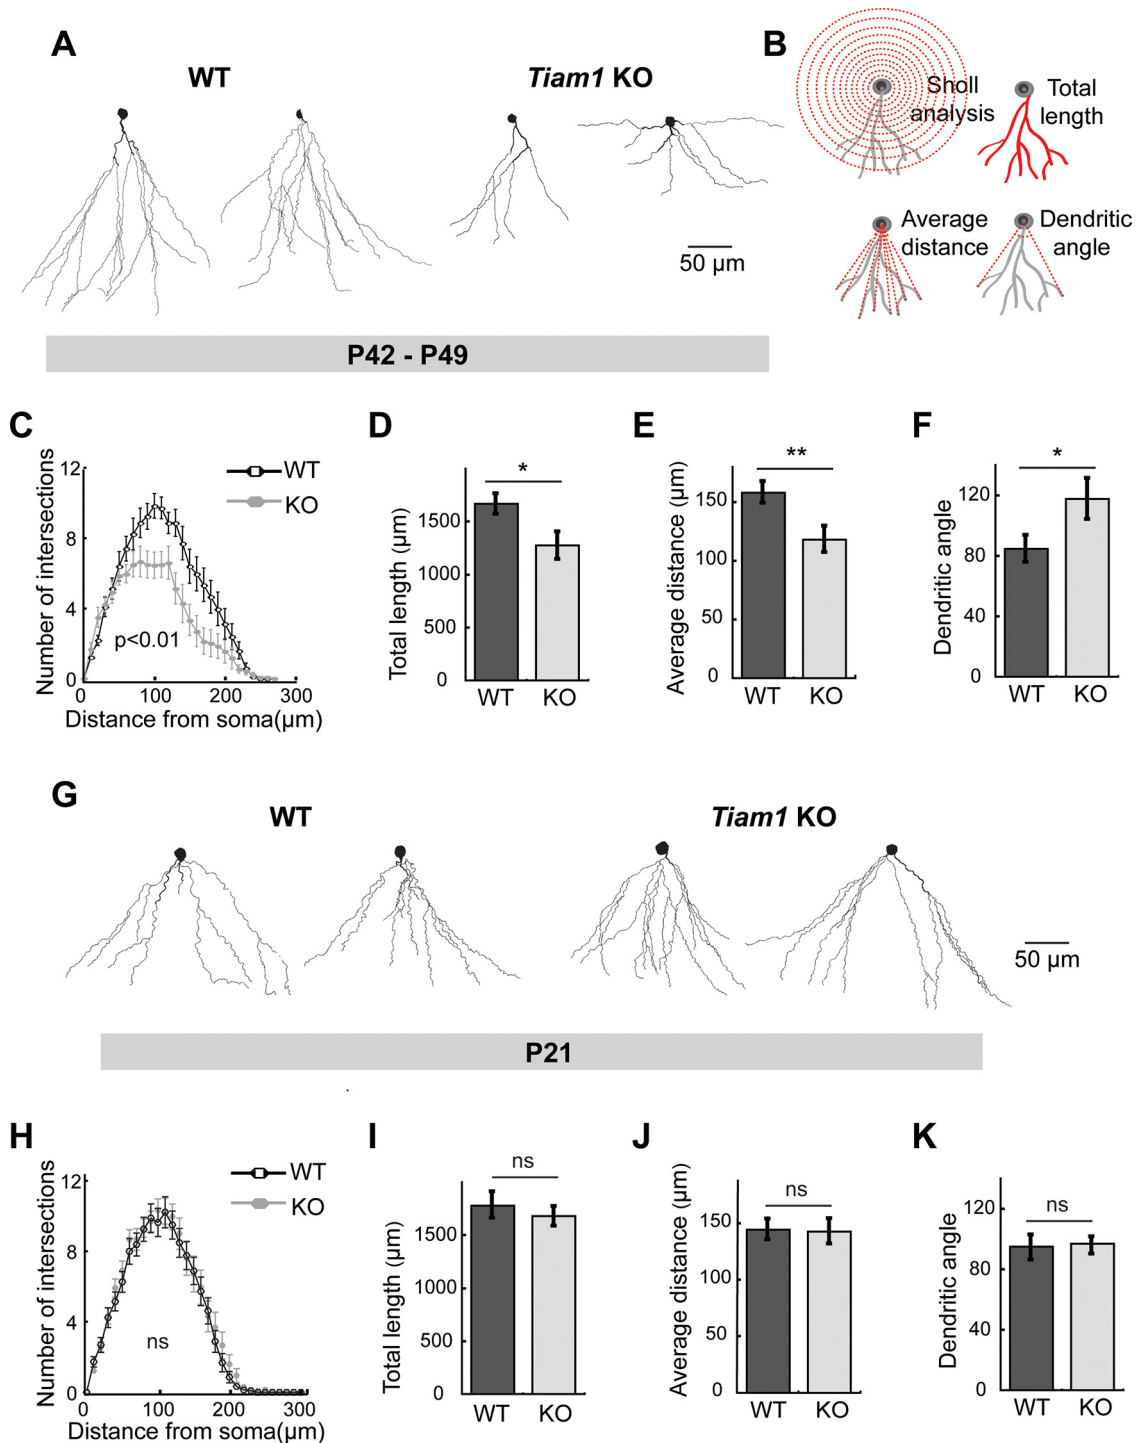 A
B
WT
Tiam1 KO
Sholl
analysis
Total
length
Average
distance
Dendritic
angle
50 µm
P42 - P49
C
D
E
F
Number of intersections
12
8
4
0
WT
KO
p<0.01
0
100
200
300
Distance from soma(µm)
Total length (µm)
1500
1000
500
0
*
WT
KO
Average distance (µm)
150
100
50
0
**
WT
KO
Dendritic angle
120
80
40
0
*
WT
KO
G
WT
Tiam1 KO
50 µm
P21
H
I
J
K
Number of intersections
12
8
4
0
WT
KO
ns
0
100
200
300
Distance from soma(µm)
Total length (µm)
1500
1000
500
0
ns
WT
KO
Average distance (µm)
150
100
50
0
ns
WT
KO
Dendritic angle
120
80
40
0
ns
WT
KO